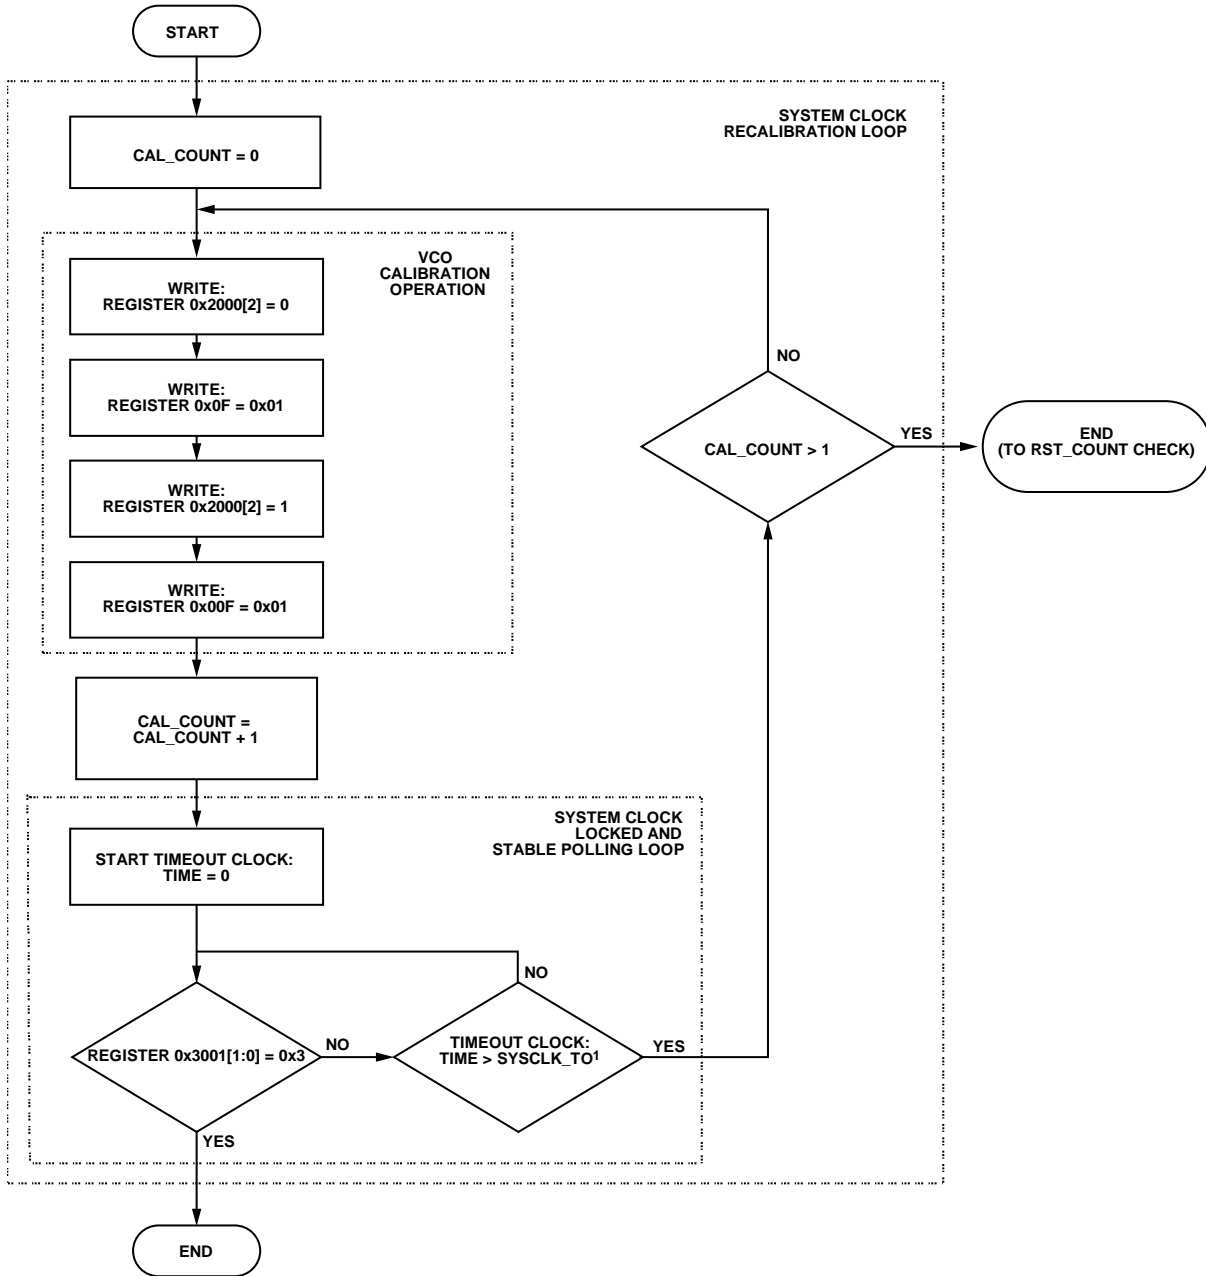 START
SYSTEM CLOCK
RECALIBRATION LOOP
CAL_COUNT = 0
VCO
CALIBRATION
OPERATION
WRITE:
REGISTER 0x2000[2] = 0
WRITE:
REGISTER 0x0F = 0x01
NO
CAL_COUNT > 1
YES
END
(TO RST_COUNT CHECK)
WRITE:
REGISTER 0x2000[2] = 1
WRITE:
REGISTER 0x00F = 0x01
CAL_COUNT =
CAL_COUNT + 1
SYSTEM CLOCK
LOCKED AND
STABLE POLLING LOOP
START TIMEOUT CLOCK:
TIME = 0
NO
REGISTER 0x3001[1:0] = 0x3
NO
TIMEOUT CLOCK:
TIME > SYSCLK_TO¹
YES
YES
END